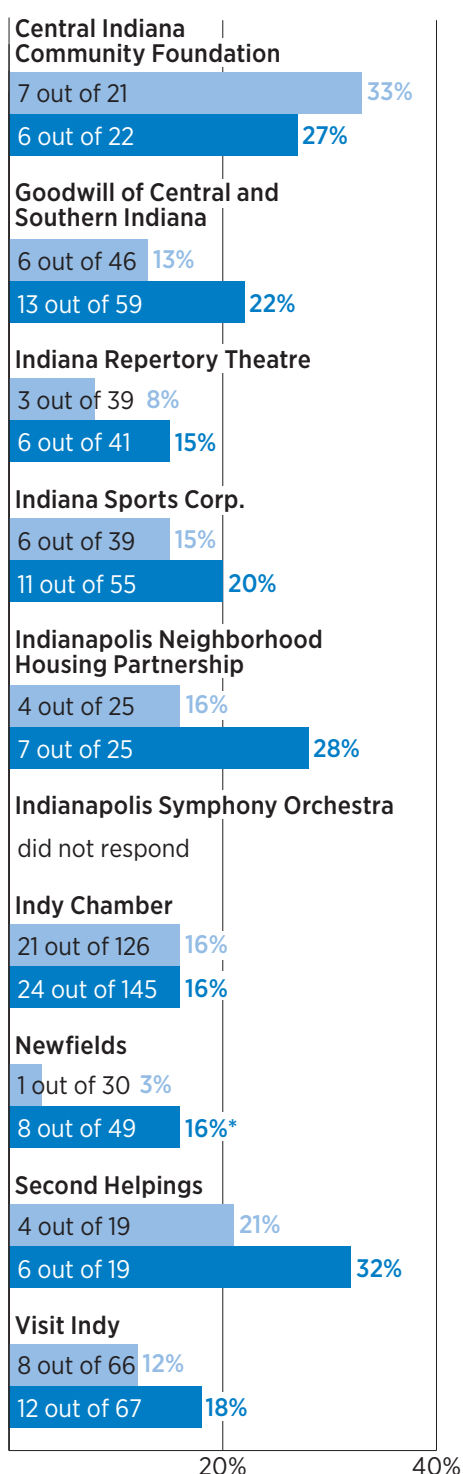 Central Indiana
Community Foundation
7 out of 21 33%
6 out of 22 27%
Goodwill of Central and
Southern Indiana
6 out of 46 13%
13 out of 59 22%
Indiana Repertory Theatre
3 out of 39 8%
6 out of 41 15%
Indiana Sports Corp.
6 out of 39 15%
11 out of 55 20%
Indianapolis Neighborhood
Housing Partnership
4 out of 25 16%
7 out of 25 28%
Indianapolis Symphony Orchestra
did not respond
Indy Chamber
21 out of 126 16%
24 out of 145 16%
Newfields
1 out of 30 3%
8 out of 49 16%*
Second Helpings
4 out of 19 21%
6 out of 19 32%
Visit Indy
8 out of 66 12%
12 out of 67 18%
20% 40%